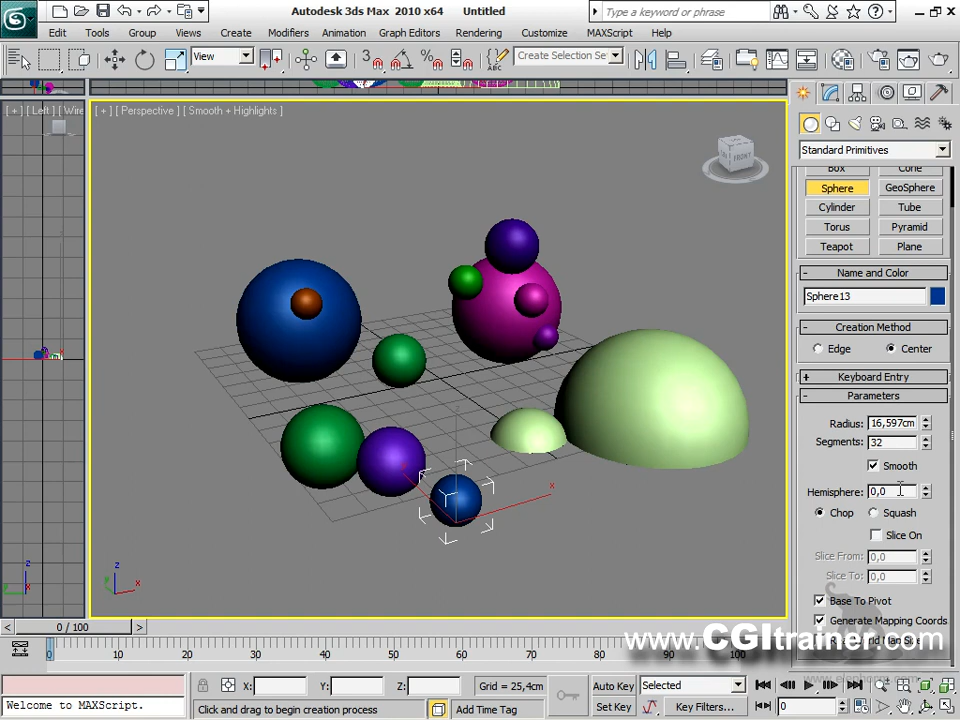 Autodesk 3ds Max 2010 x64 Untitled
Type a keyword or phrase
Edit Tools Group Views Create Modifiers Animation Graph Editors Rendering Customize MAXScript Help
View
3
ABC
Create Selection Se
[ + ] [ Left ] [ Wire
[ + ] [ Perspective ] [ Smooth + Highlights ]
FRONT
Standard Primitives
Box Cone
Sphere GeoSphere
Cylinder Tube
Torus Pyramid
Teapot Plane
- Name and Color
Sphere13
- Creation Method
Edge Center
+ Keyboard Entry
- Parameters
Radius: 16,597cm
Segments: 32
Smooth
Hemisphere: 0,0
Chop Squash
Slice On
Slice From: 0,0
Slice To: 0,0
Base To Pivot
Generate Mapping Coords
x
z
x
z
y
x
www.CGItrainer.com
< 0 / 100 >
0 10 20 30 40 50 60 70 80 90 100
X: Y: Z: Grid = 25,4cm Auto Key Selected
Welcome to MAXScript. Click and drag to begin creation process Add Time Tag Set Key Key Filters... 0